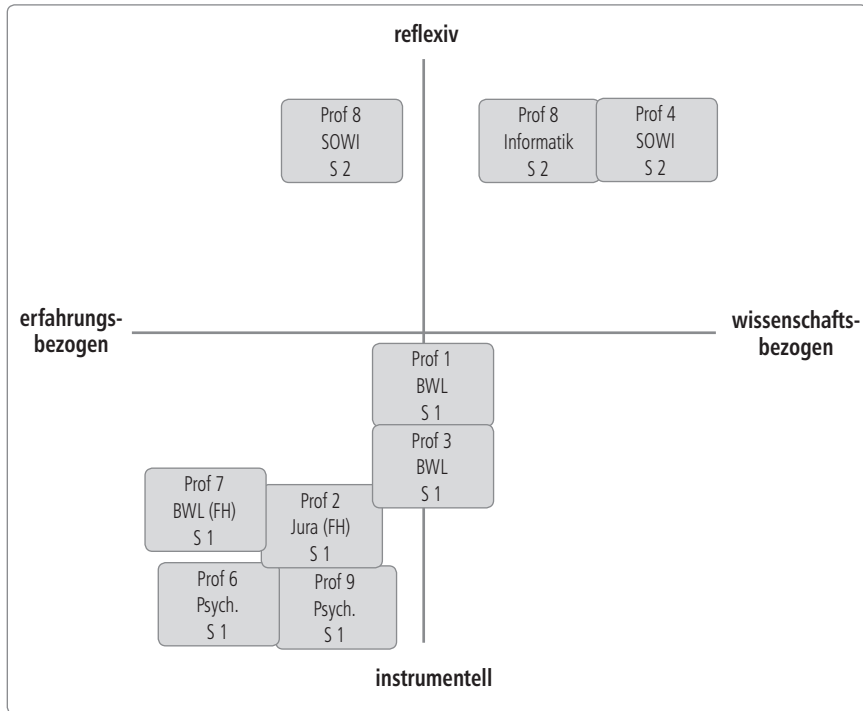 reflexiv
Prof 8
SOWI
S 2
Prof 8
Informatik
S 2
Prof 4
SOWI
S 2
erfahrungs-
bezogen
wissenschafts-
bezogen
Prof 1
BWL
S 1
Prof 3
BWL
S 1
Prof 7
BWL (FH)
S 1
Prof 2
Jura (FH)
S 1
Prof 6
Psych.
S 1
Prof 9
Psych.
S 1
instrumentell